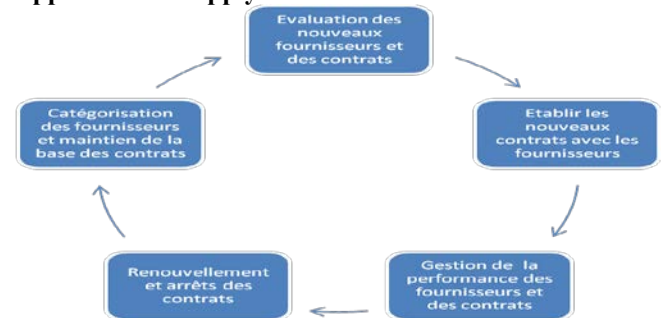 Evaluation des
nouveaux
fournisseurs et
des contrats
Etablir les
nouveaux
contrats avec les
fournisseurs
Gestion de la
performance des
fournisseurs et
des contrats
Renouvellement
et arrêts des
contrats
Catégorisation
des fournisseurs
et maintien de la
base des contrats